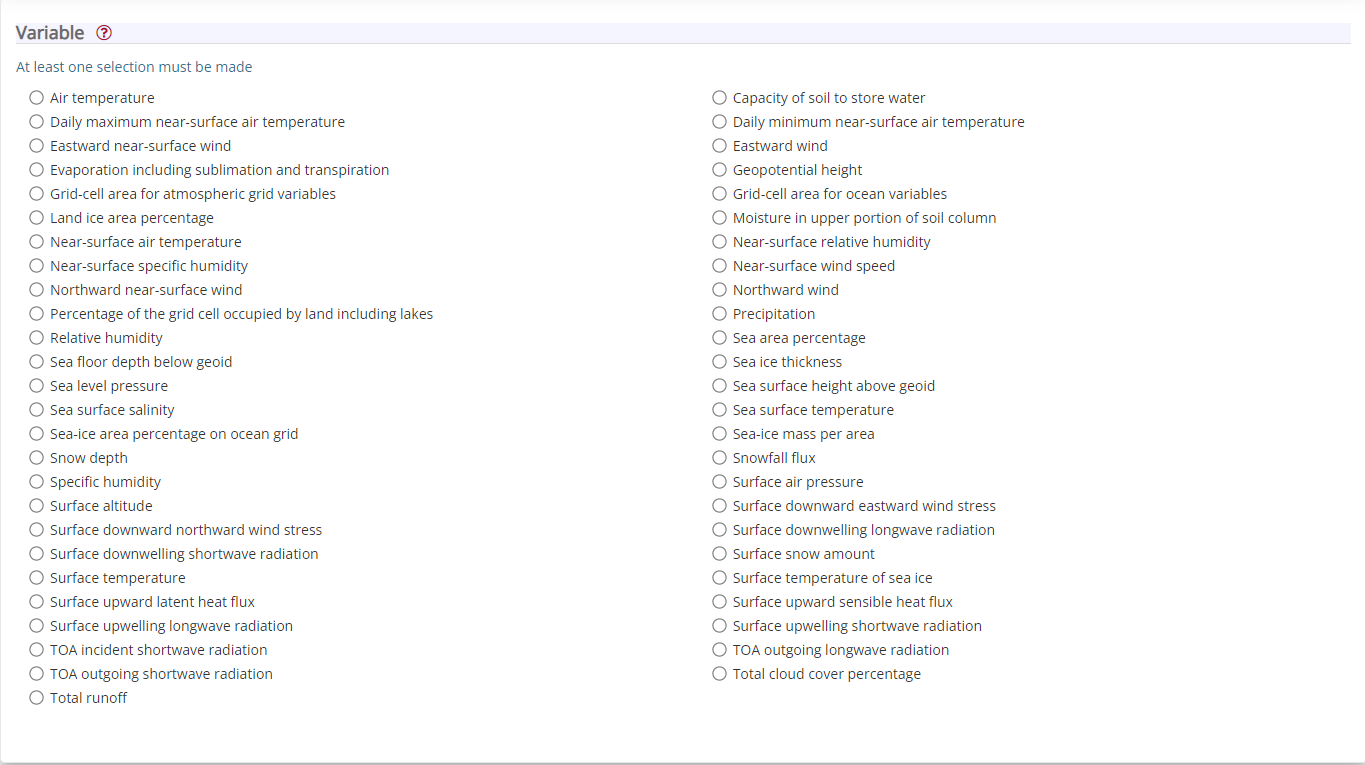 Variable ?
At least one selection must be made
Air temperature
Capacity of soil to store water
Daily maximum near-surface air temperature
Daily minimum near-surface air temperature
Eastward near-surface wind
Eastward wind
Evaporation including sublimation and transpiration
Geopotential height
Grid-cell area for atmospheric grid variables
Grid-cell area for ocean variables
Land ice area percentage
Moisture in upper portion of soil column
Near-surface air temperature
Near-surface relative humidity
Near-surface specific humidity
Near-surface wind speed
Northward near-surface wind
Northward wind
Percentage of the grid cell occupied by land including lakes
Precipitation
Relative humidity
Sea area percentage
Sea floor depth below geoid
Sea ice thickness
Sea level pressure
Sea surface height above geoid
Sea surface salinity
Sea surface temperature
Sea-ice area percentage on ocean grid
Sea-ice mass per area
Snow depth
Snowfall flux
Specific humidity
Surface air pressure
Surface altitude
Surface downward eastward wind stress
Surface downward northward wind stress
Surface downwelling longwave radiation
Surface downwelling shortwave radiation
Surface snow amount
Surface temperature
Surface temperature of sea ice
Surface upward latent heat flux
Surface upward sensible heat flux
Surface upwelling longwave radiation
Surface upwelling shortwave radiation
TOA incident shortwave radiation
TOA outgoing longwave radiation
TOA outgoing shortwave radiation
Total cloud cover percentage
Total runoff